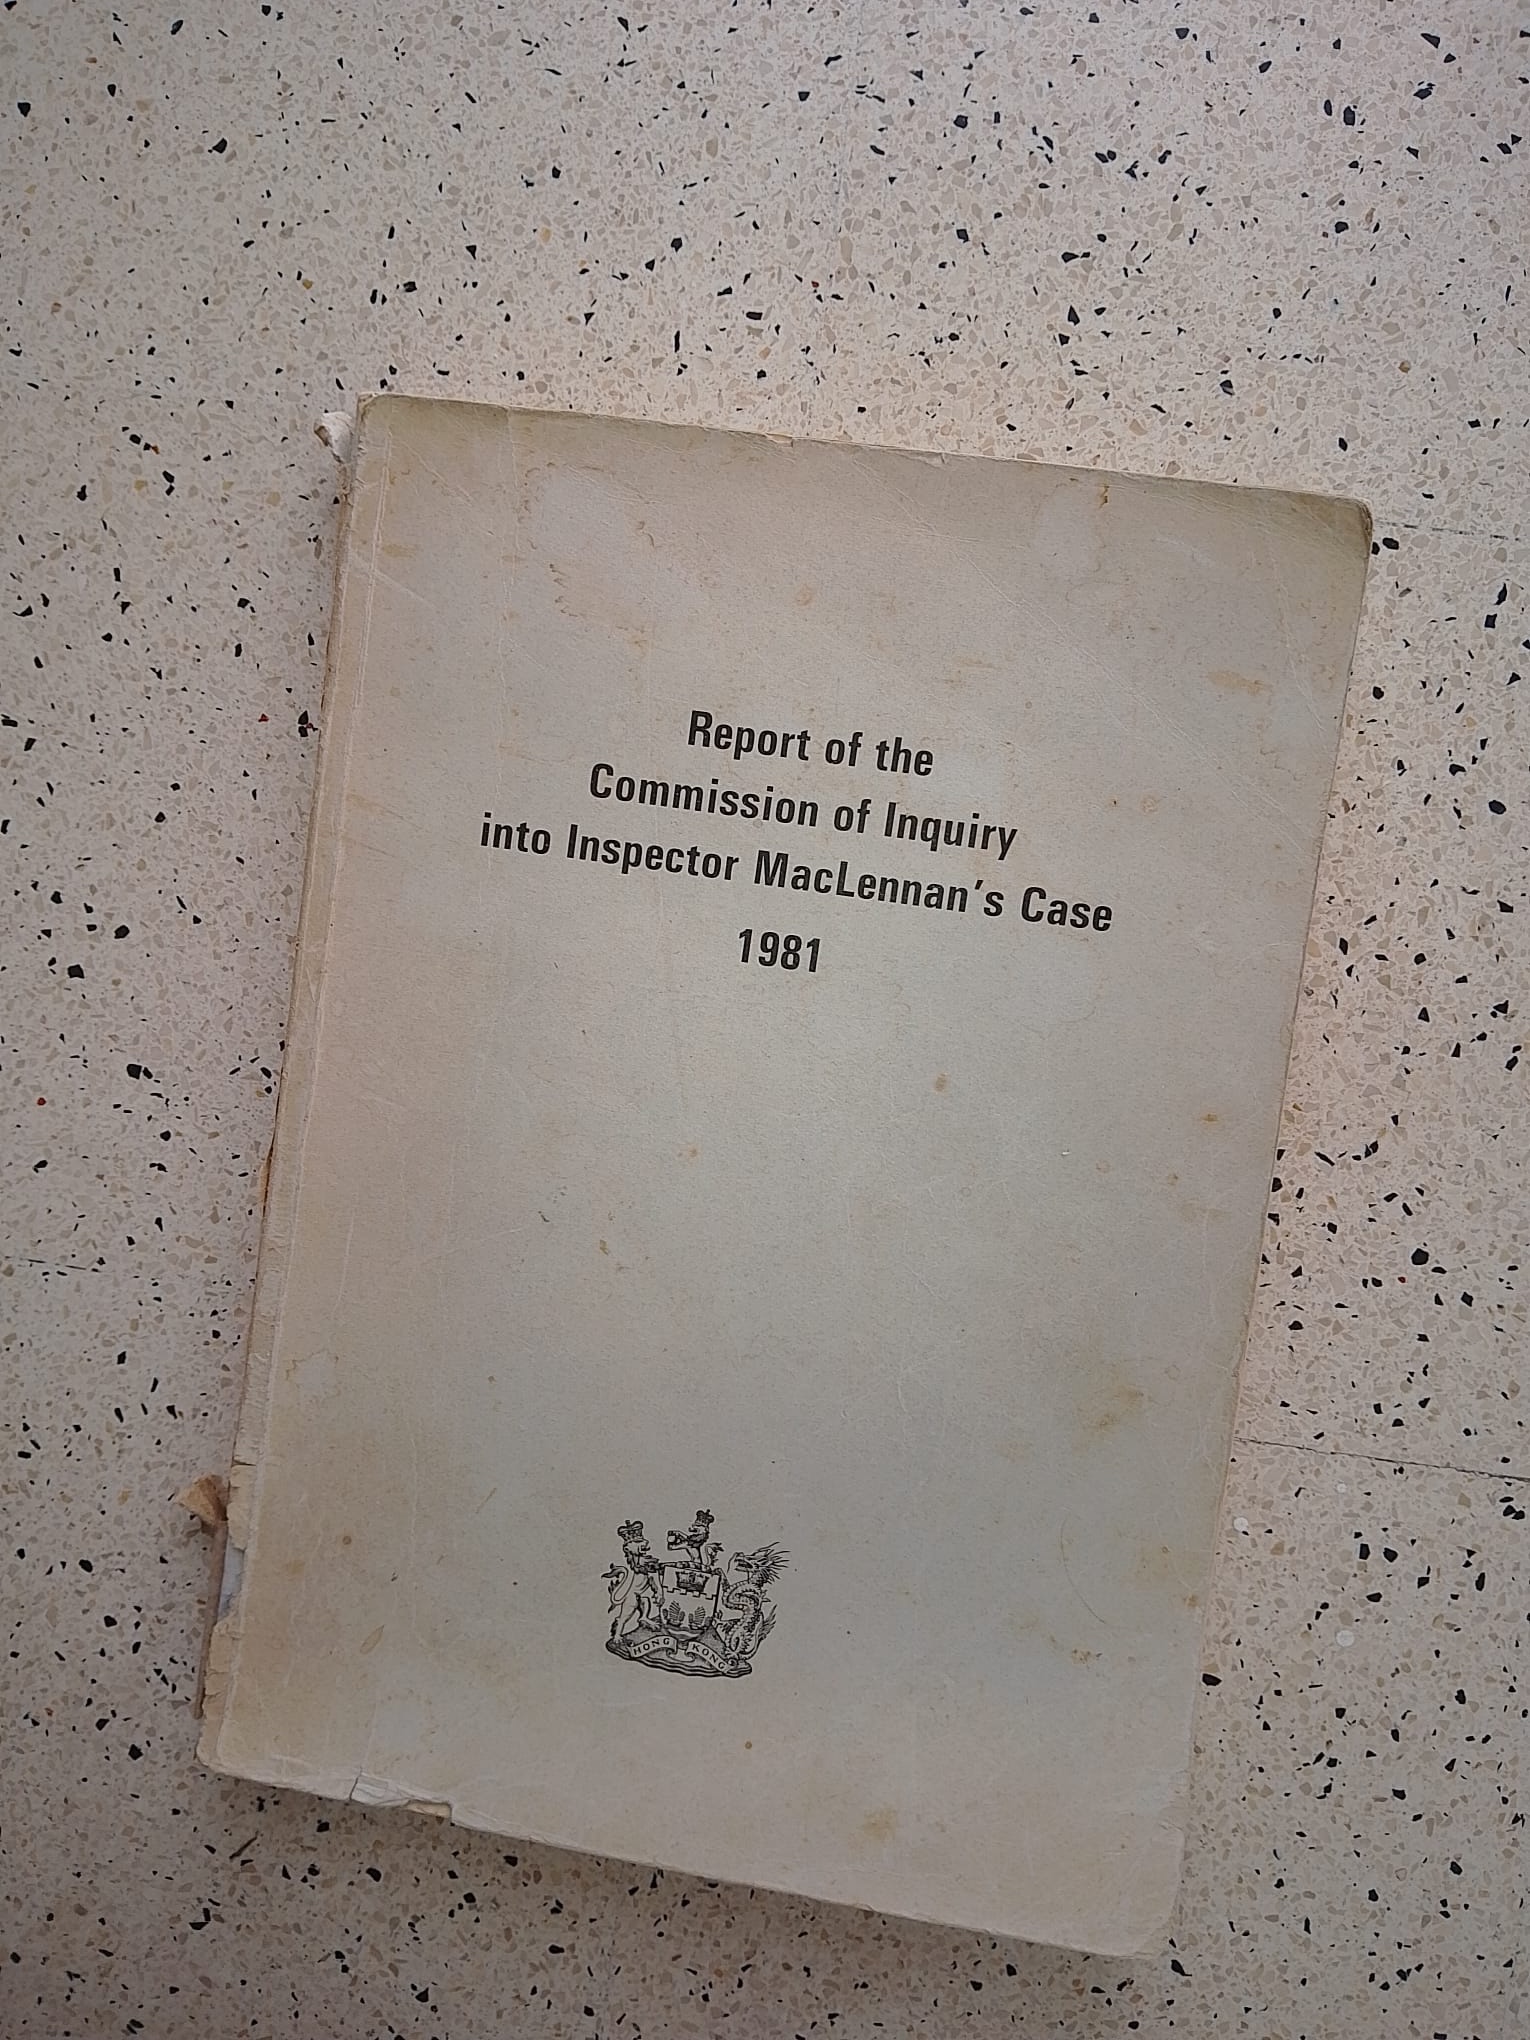 Report of the
Commission of Inquiry
into Inspector MacLennan's Case
1981
HONG KONG